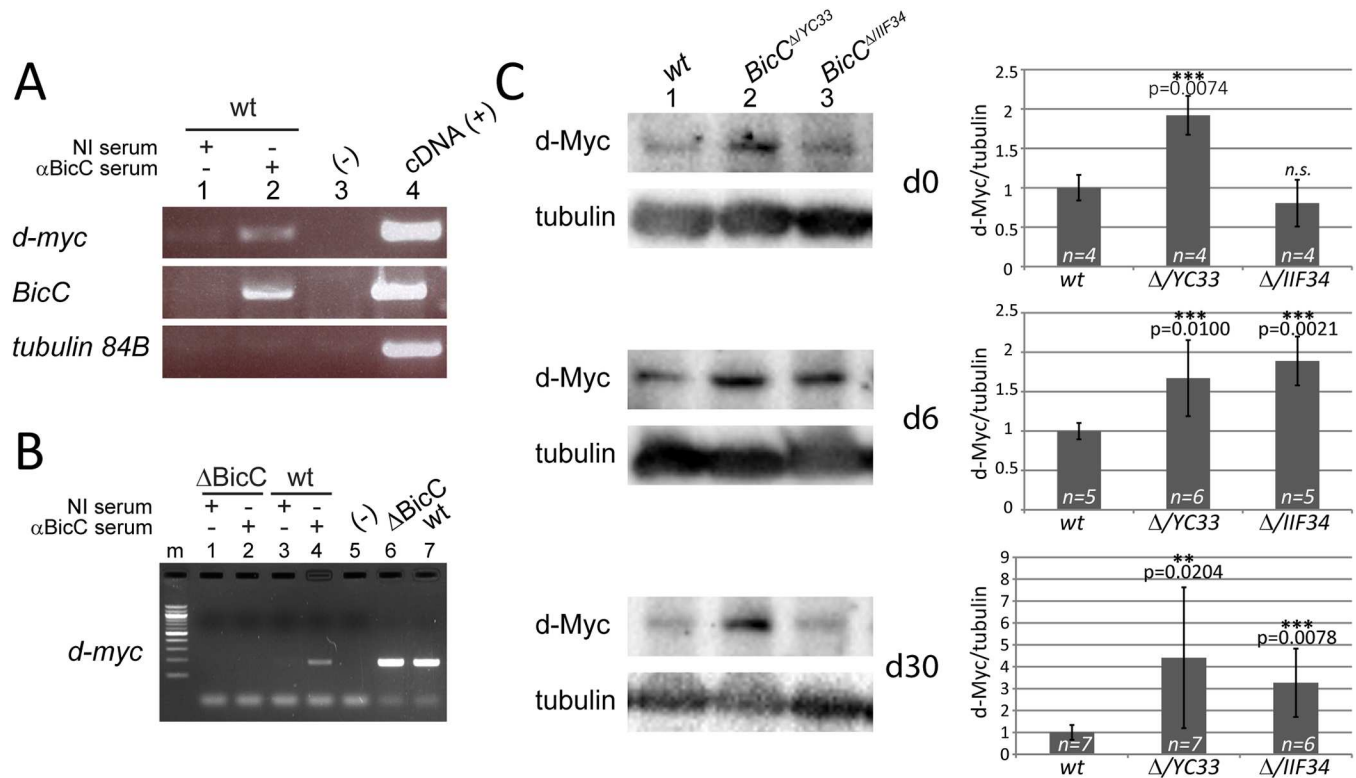 A
wt
NI serum + -
αBicC serum - +
(-)
cDNA (+)
1 2 3 4
d-myc
BicC
tubulin 84B
B
ΔBicC wt
NI serum + - + -
αBicC serum - + - +
(-)
ΔBicC
wt
m 1 2 3 4 5 6 7
d-myc
C
wt
BicC^Δ/YC33
BicC^Δ/IIF34
1 2 3
d-Myc
tubulin
d0
d-Myc
tubulin
d6
d-Myc
tubulin
d30
d-Myc/tubulin
2.5
2
1.5
1
0.5
0
***
p=0.0074
n.s.
n=4 n=4 n=4
wt Δ/YC33 Δ/IIF34
d-Myc/tubulin
2.5
2
1.5
1
0.5
0
***
p=0.0100
***
p=0.0021
n=5 n=6 n=5
wt Δ/YC33 Δ/IIF34
d-Myc/tubulin
9
8
7
6
5
4
3
2
1
0
**
p=0.0204
***
p=0.0078
n=7 n=7 n=6
wt Δ/YC33 Δ/IIF34